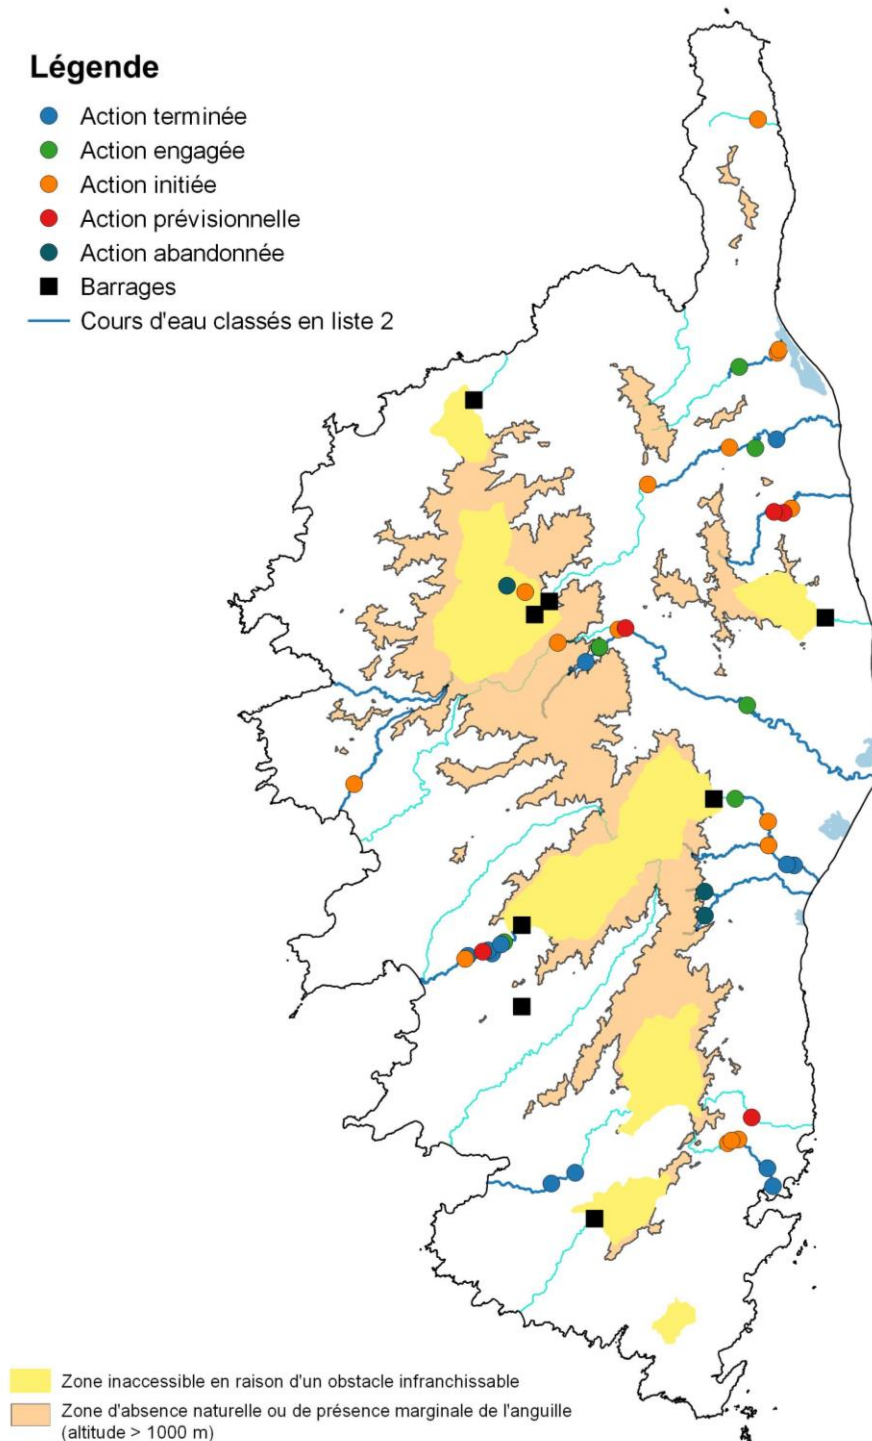 Légende
Action terminée
Action engagée
Action initiée
Action prévisionnelle
Action abandonnée
Barrages
Cours d'eau classés en liste 2
Zone inaccessible en raison d'un obstacle infranchissable
Zone d'absence naturelle ou de présence marginale de l'anguille
(altitude > 1000 m)